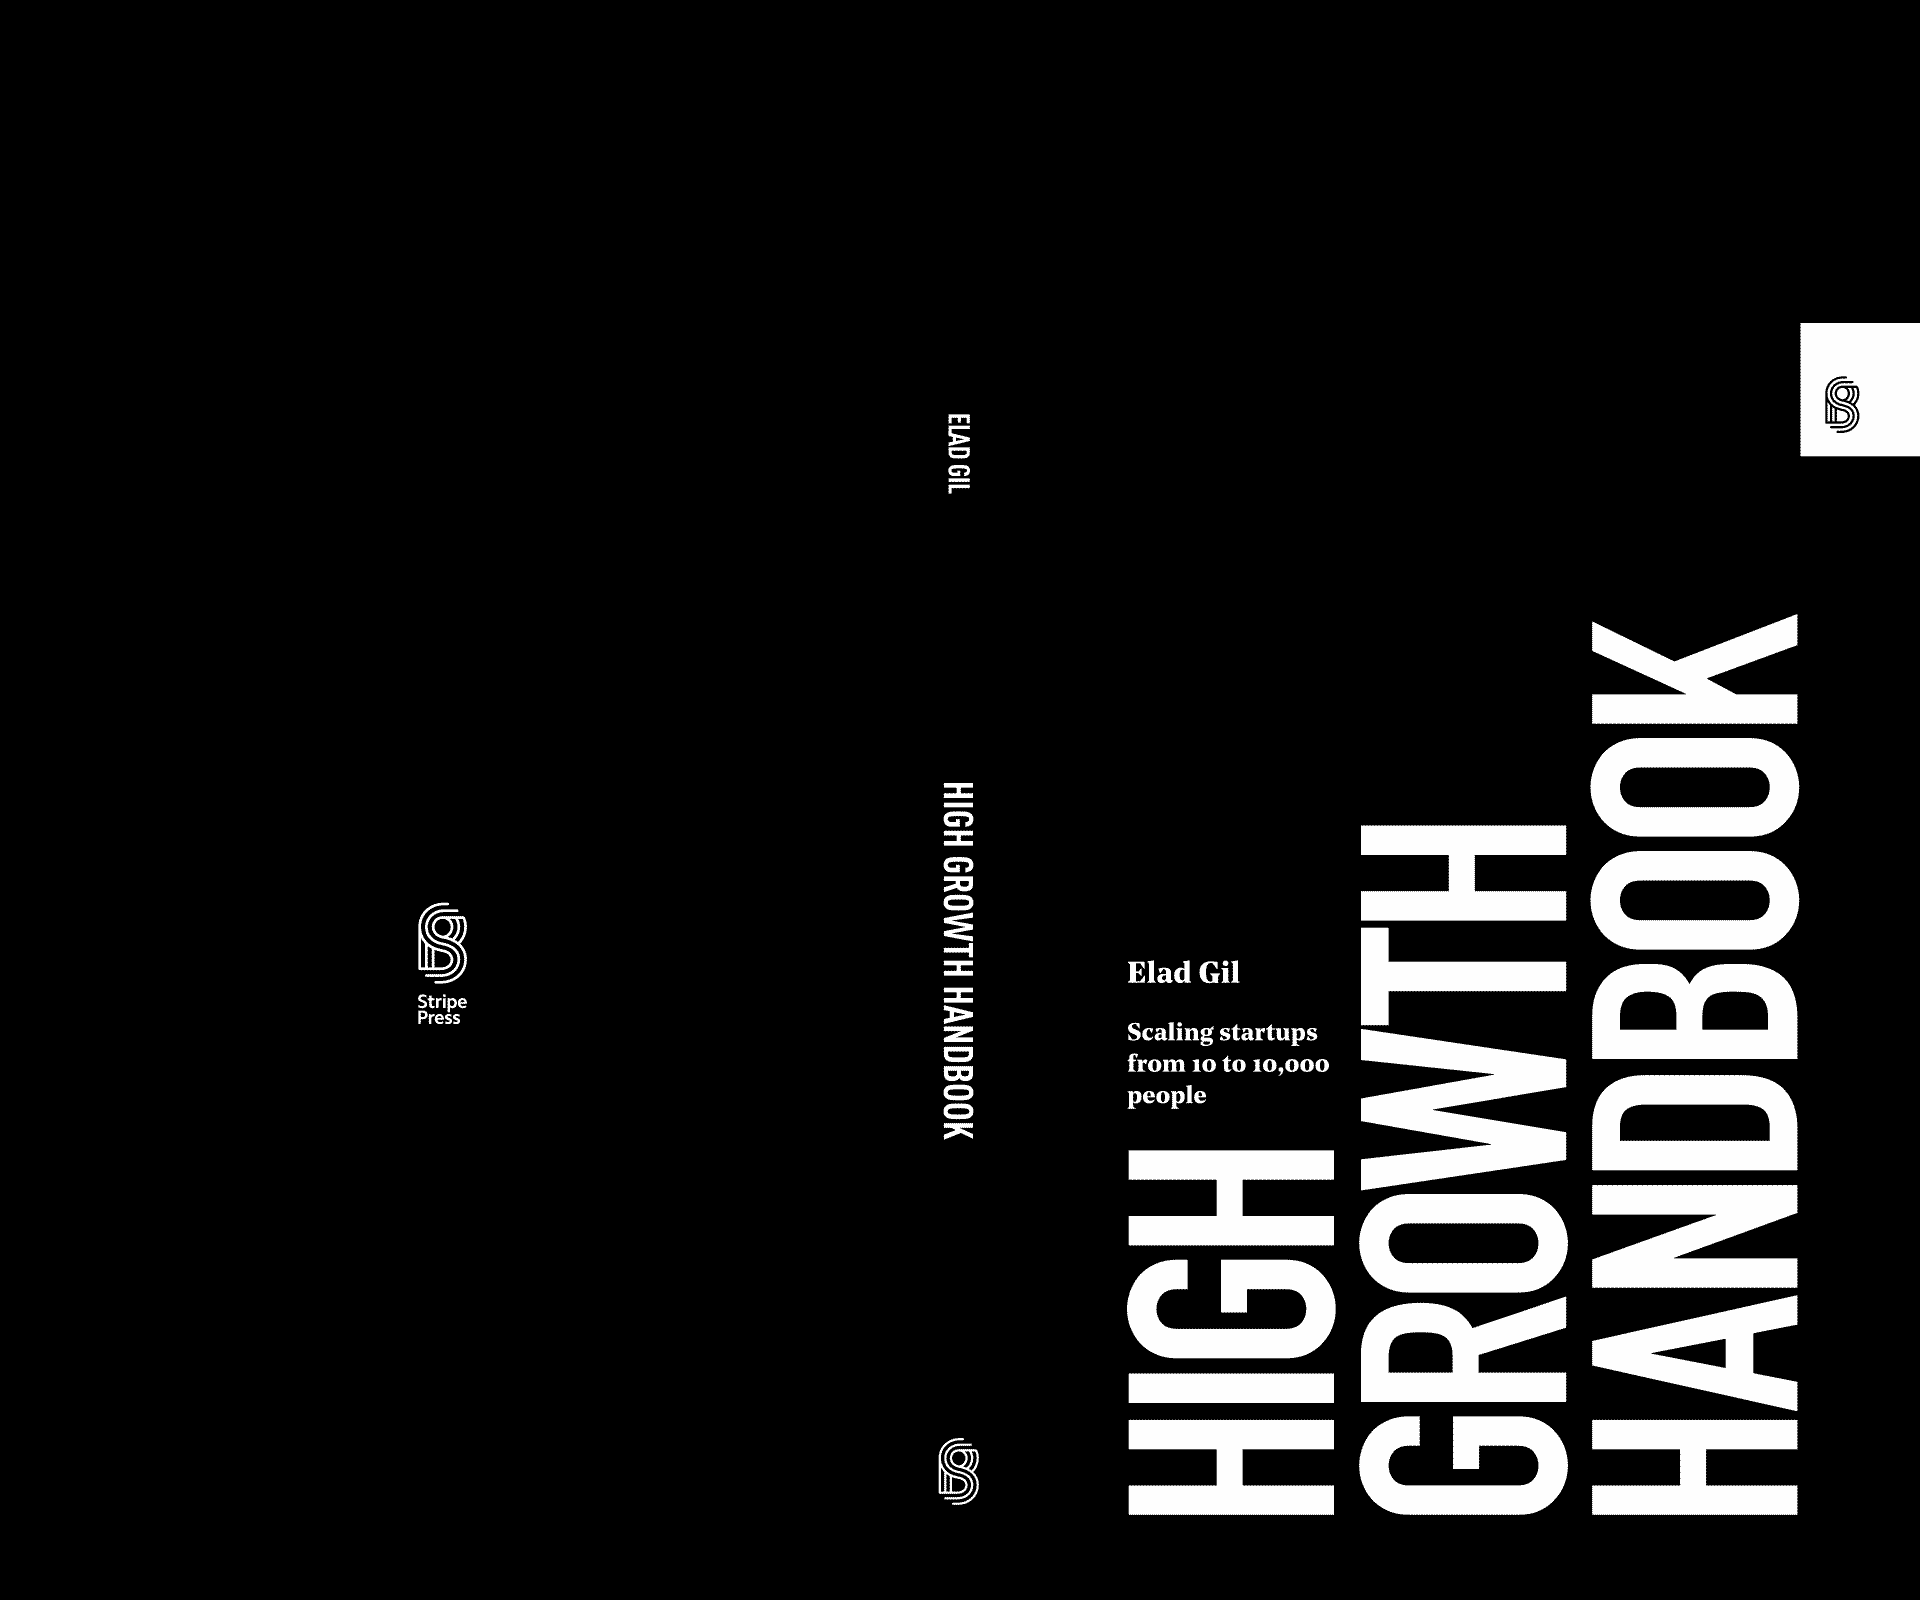 Stripe
Press
ELAD GIL
HIGH GROWTH HANDBOOK
Elad Gil
Scaling startups
from 10 to 10,000
people
HIGH
GROWTH
HANDBOOK